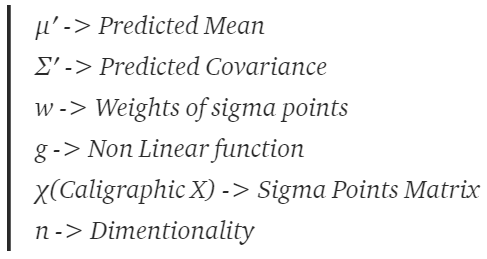 μ′ -> Predicted Mean
Σ′ -> Predicted Covariance
w -> Weights of sigma points
g -> Non Linear function
χ(Caligraphic X) -> Sigma Points Matrix
n -> Dimentionality